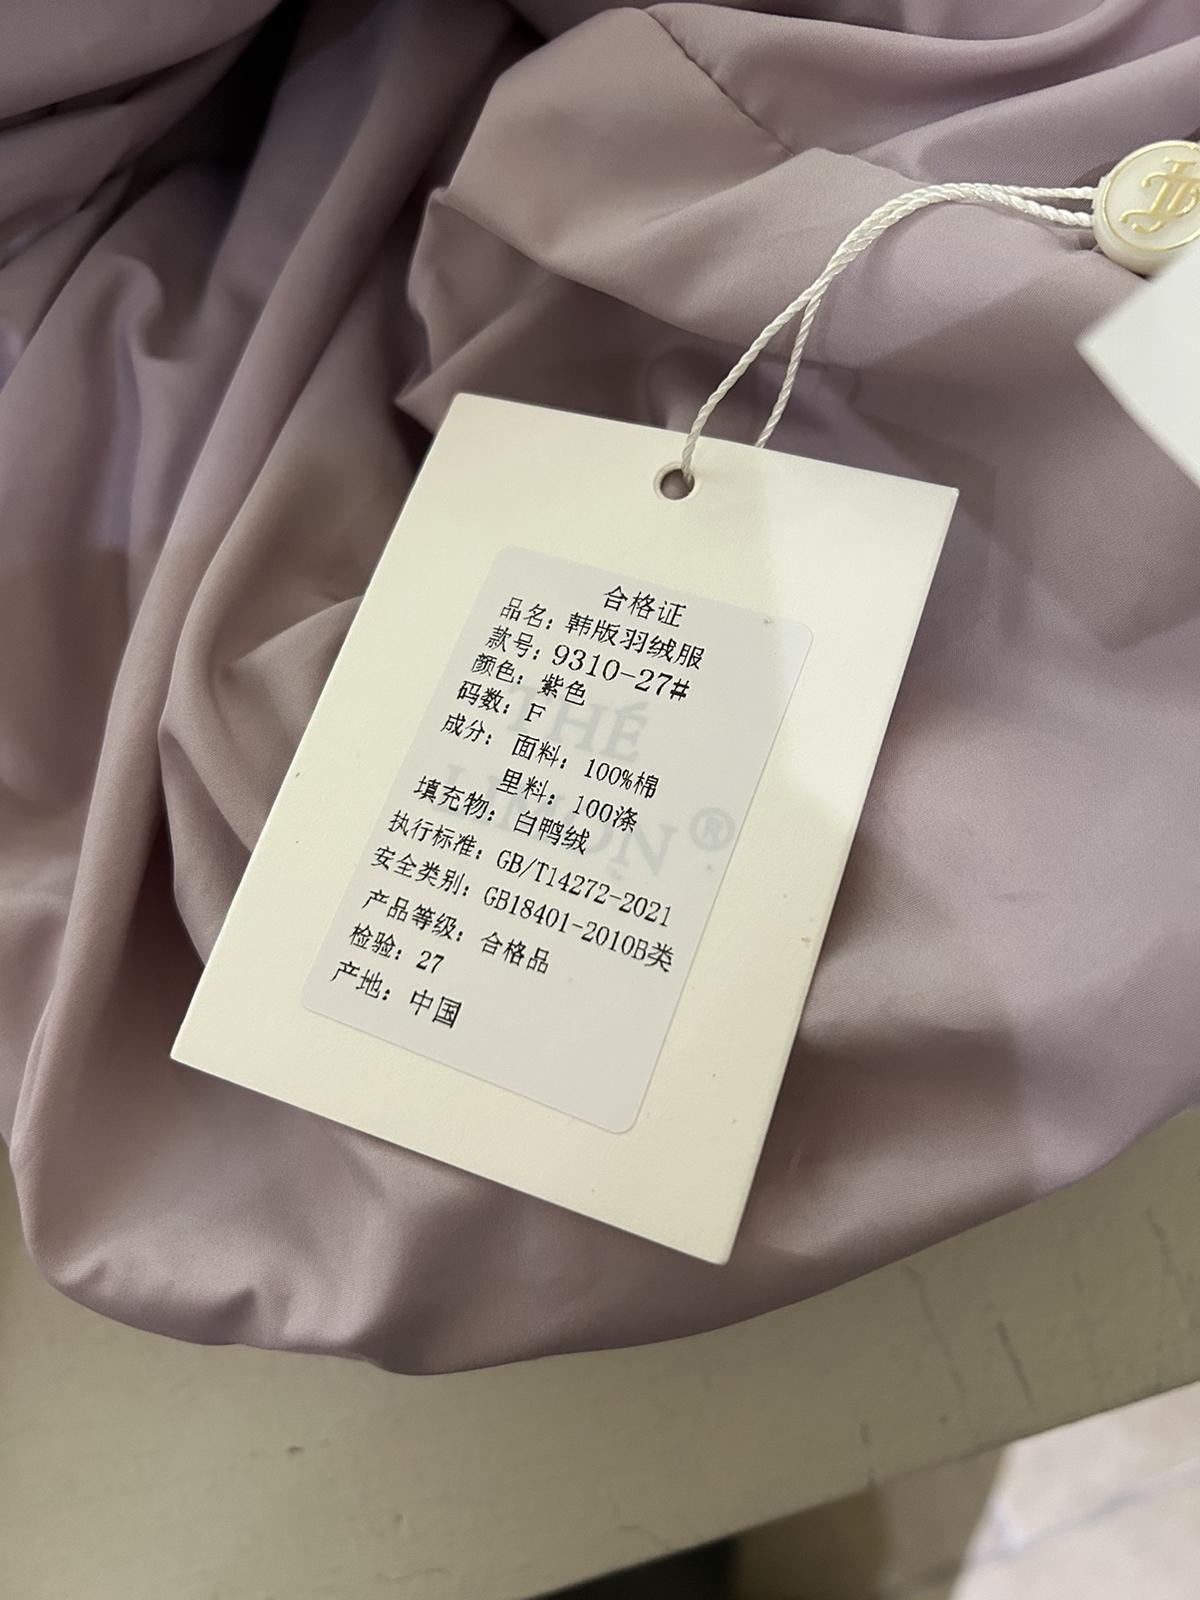 合格证
品名：韩版羽绒服
款号：9310-27#
颜色：紫色
码数：F
成分：面料：100%棉
里料：100涤
填充物：白鸭绒
执行标准：GB/T14272-2021
安全类别：GB18401-2010B类
产品等级：合格品
检验：27
产地：中国
THÉ
®